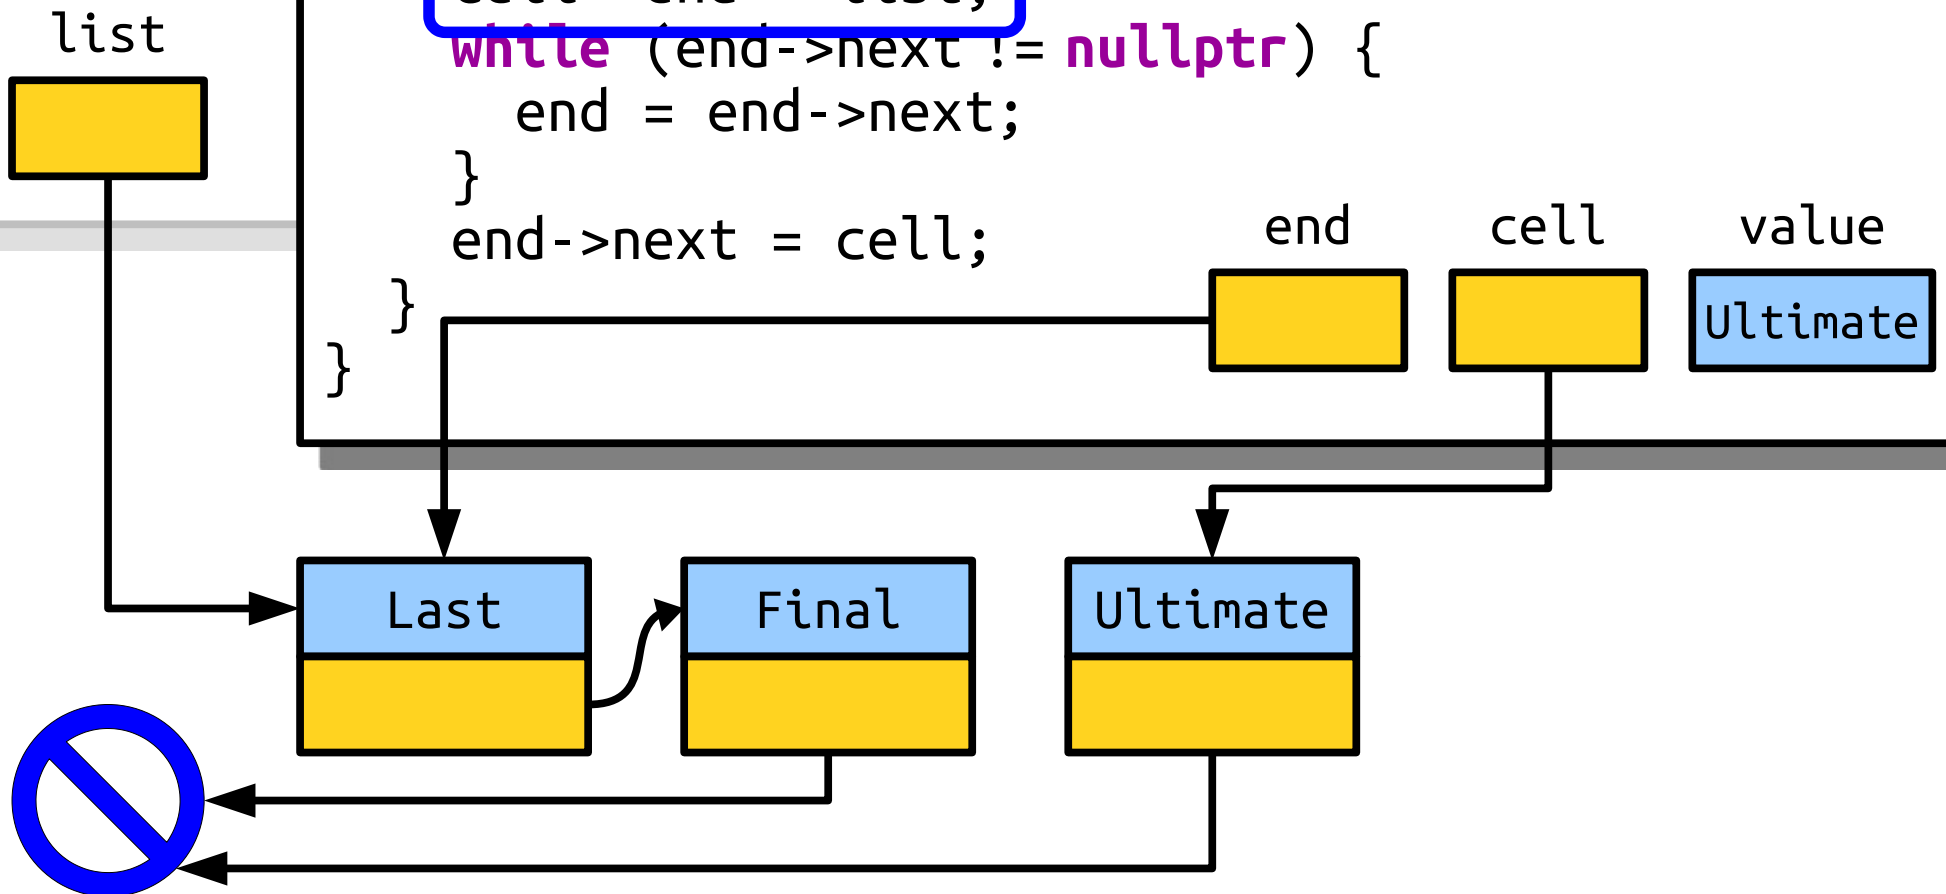 list
while (end->next != nullptr) {
end = end->next;
}
end->next = cell;
}
}
end
cell
value
Ultimate
Last
Final
Ultimate